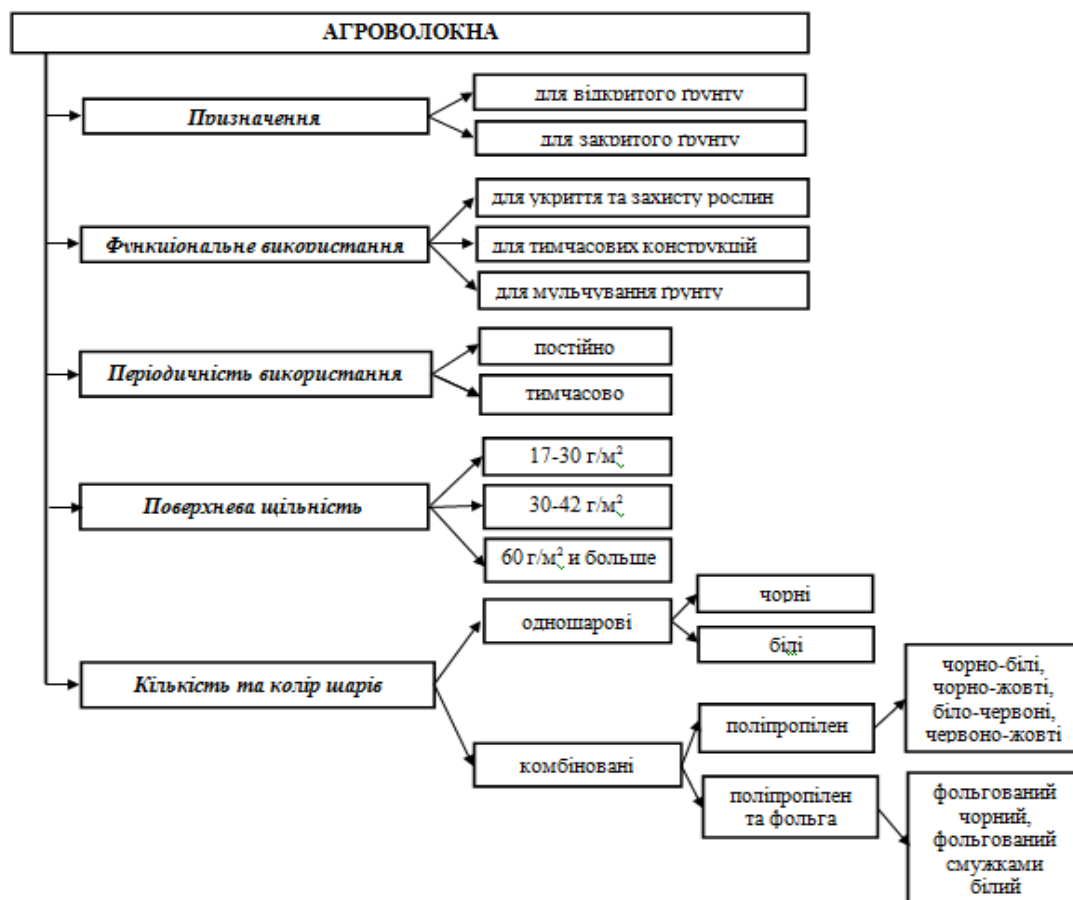 АГРОВОЛОКНА
Призначення
для відкритого ґрунту
для закритого ґрунту
Функціональне використання
для укриття та захисту рослин
для тимчасових конструкцій
для мульчування ґрунту
Періодичність використання
постійно
тимчасово
Поверхнева щільність
17-30 г/м²
30-42 г/м²
60 г/м² и больше
Кількість та колір шарів
одношарові
чорні
білі
комбіновані
поліпропілен
чорно-білі,
чорно-жовті,
біло-червоні,
червоно-жовті
поліпропілен
та фольга
фольгований
чорний,
фольгований
смужками
білий